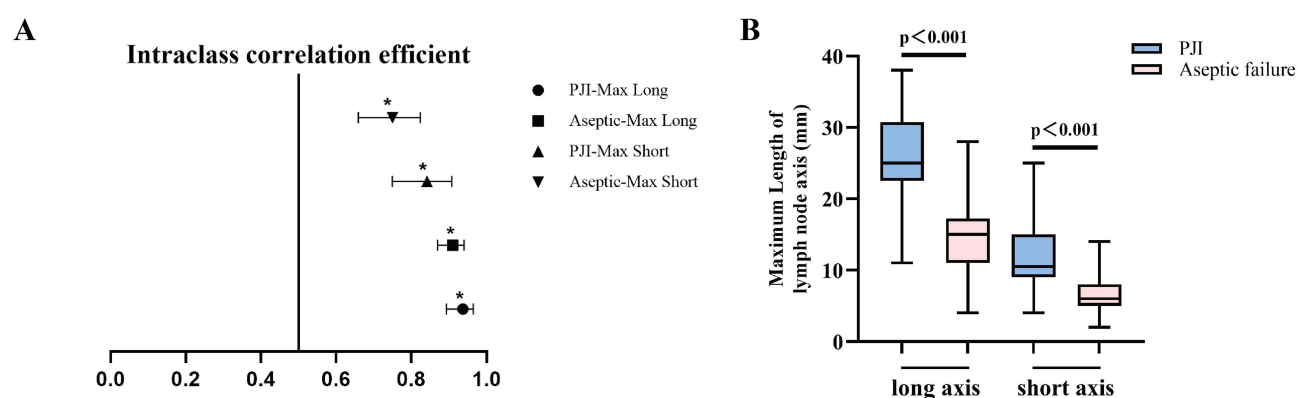 A
Intraclass correlation efficient
*
*
*
*
PJI-Max Long
Aseptic-Max Long
PJI-Max Short
Aseptic-Max Short
0.0 0.2 0.4 0.6 0.8 1.0
B
PJI
Aseptic failure
p<0.001
p<0.001
Maximum Length of
lymph node axis (mm)
40
30
20
10
0
long axis short axis